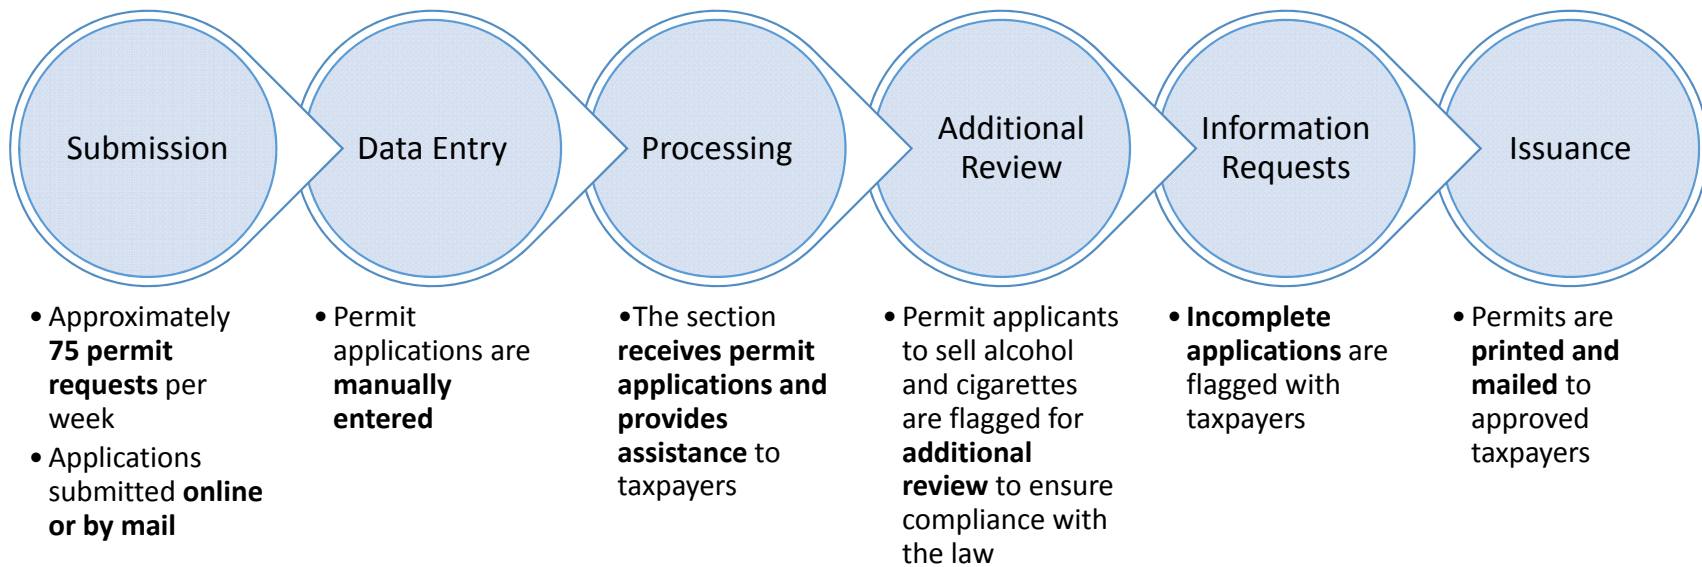 Submission
Data Entry
Processing
Additional
Review
Information
Requests
Issuance
• Approximately
75 permit
requests per
week
• Applications
submitted online
or by mail
• Permit
applications are
manually
entered
•The section
receives permit
applications and
provides
assistance to
taxpayers
• Permit applicants
to sell alcohol
and cigarettes
are flagged for
additional
review to ensure
compliance with
the law
• Incomplete
applications are
flagged with
taxpayers
• Permits are
printed and
mailed to
approved
taxpayers